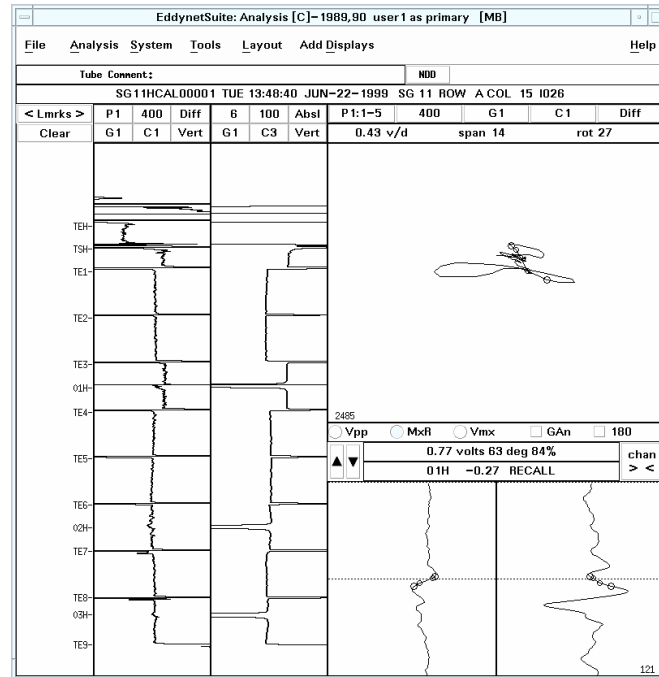 EddynetSuite: Analysis [C]-1989,90 user1 as primary [MB]
File Analysis System Tools Layout Add Displays Help
Tube Comment: NDD
SG11HCAL00001 TUE 13:48:40 JUN-22-1999 SG 11 ROW A COL 15 I026
< Lmrks > P1 400 Diff 6 100 Absl P1:1-5 400 G1 C1 Diff
Clear G1 C1 Vert G1 C3 Vert 0.43 v/d span 14 rot 27
TEH
TSH
TE1
TE2
TE3
01H
TE4
TE5
TE6
02H
TE7
TE8
03H
TE9
2485
Vpp MxR Vmx GAn 180
0.77 volts 63 deg 84% chan
01H -0.27 RECALL > <
121